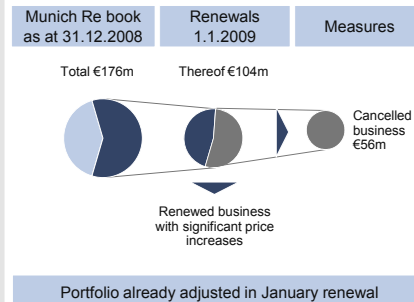 Munich Re book
as at 31.12.2008
Renewals
1.1.2009
Measures
Total €176m
Thereof €104m
Cancelled
business
€56m
Renewed business
with significant price
increases
Portfolio already adjusted in January renewal